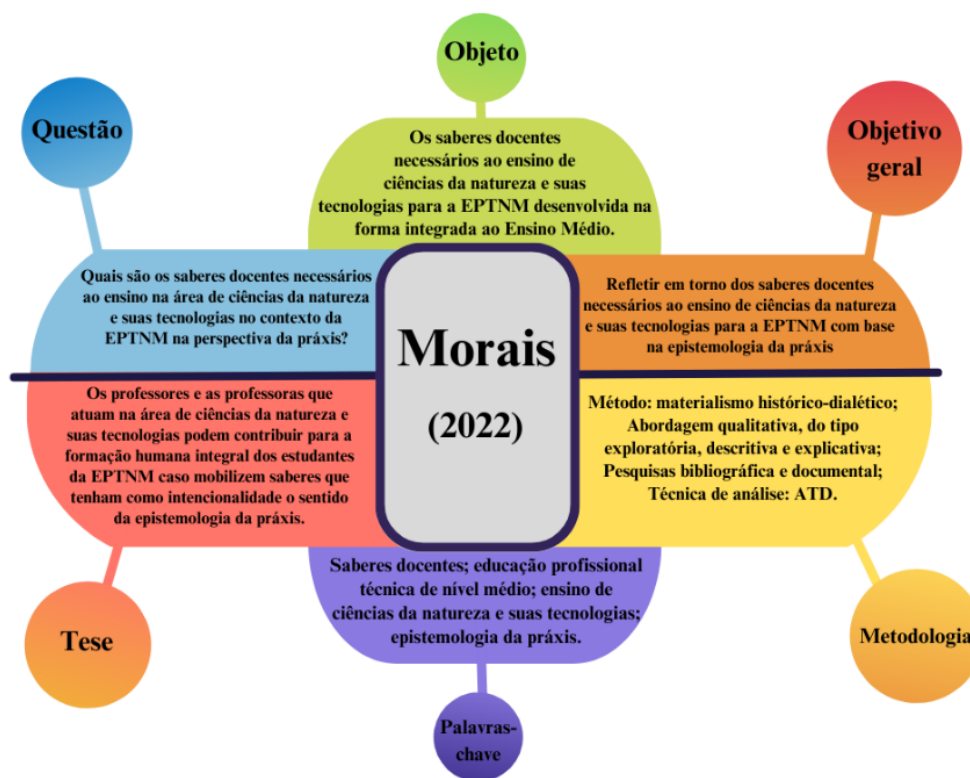 Objeto
Os saberes docentes
necessários ao ensino de
ciências da natureza e suas
tecnologias para a EPTNM desenvolvida na
forma integrada ao Ensino Médio.
Questão
Quais são os saberes docentes necessários
ao ensino na área de ciências da natureza
e suas tecnologias no contexto da
EPTNM na perspectiva da práxis?
Objetivo
geral
Refletir em torno dos saberes docentes
necessários ao ensino de ciências da natureza
e suas tecnologias para a EPTNM com base
na epistemologia da práxis
Morais
(2022)
Os professores e as professoras que
atuam na área de ciências da natureza e
suas tecnologias podem contribuir para a
formação humana integral dos estudantes
da EPTNM caso mobilizem saberes que
tenham como intencionalidade o sentido
da epistemologia da práxis.
Tese
Método: materialismo histórico-dialético;
Abordagem qualitativa, do tipo
exploratória, descritiva e explicativa;
Pesquisas bibliográfica e documental;
Técnica de análise: ATD.
Metodologia
Saberes docentes; educação profissional
técnica de nível médio; ensino de
ciências da natureza e suas tecnologias;
epistemologia da práxis.
Palavras-
chave